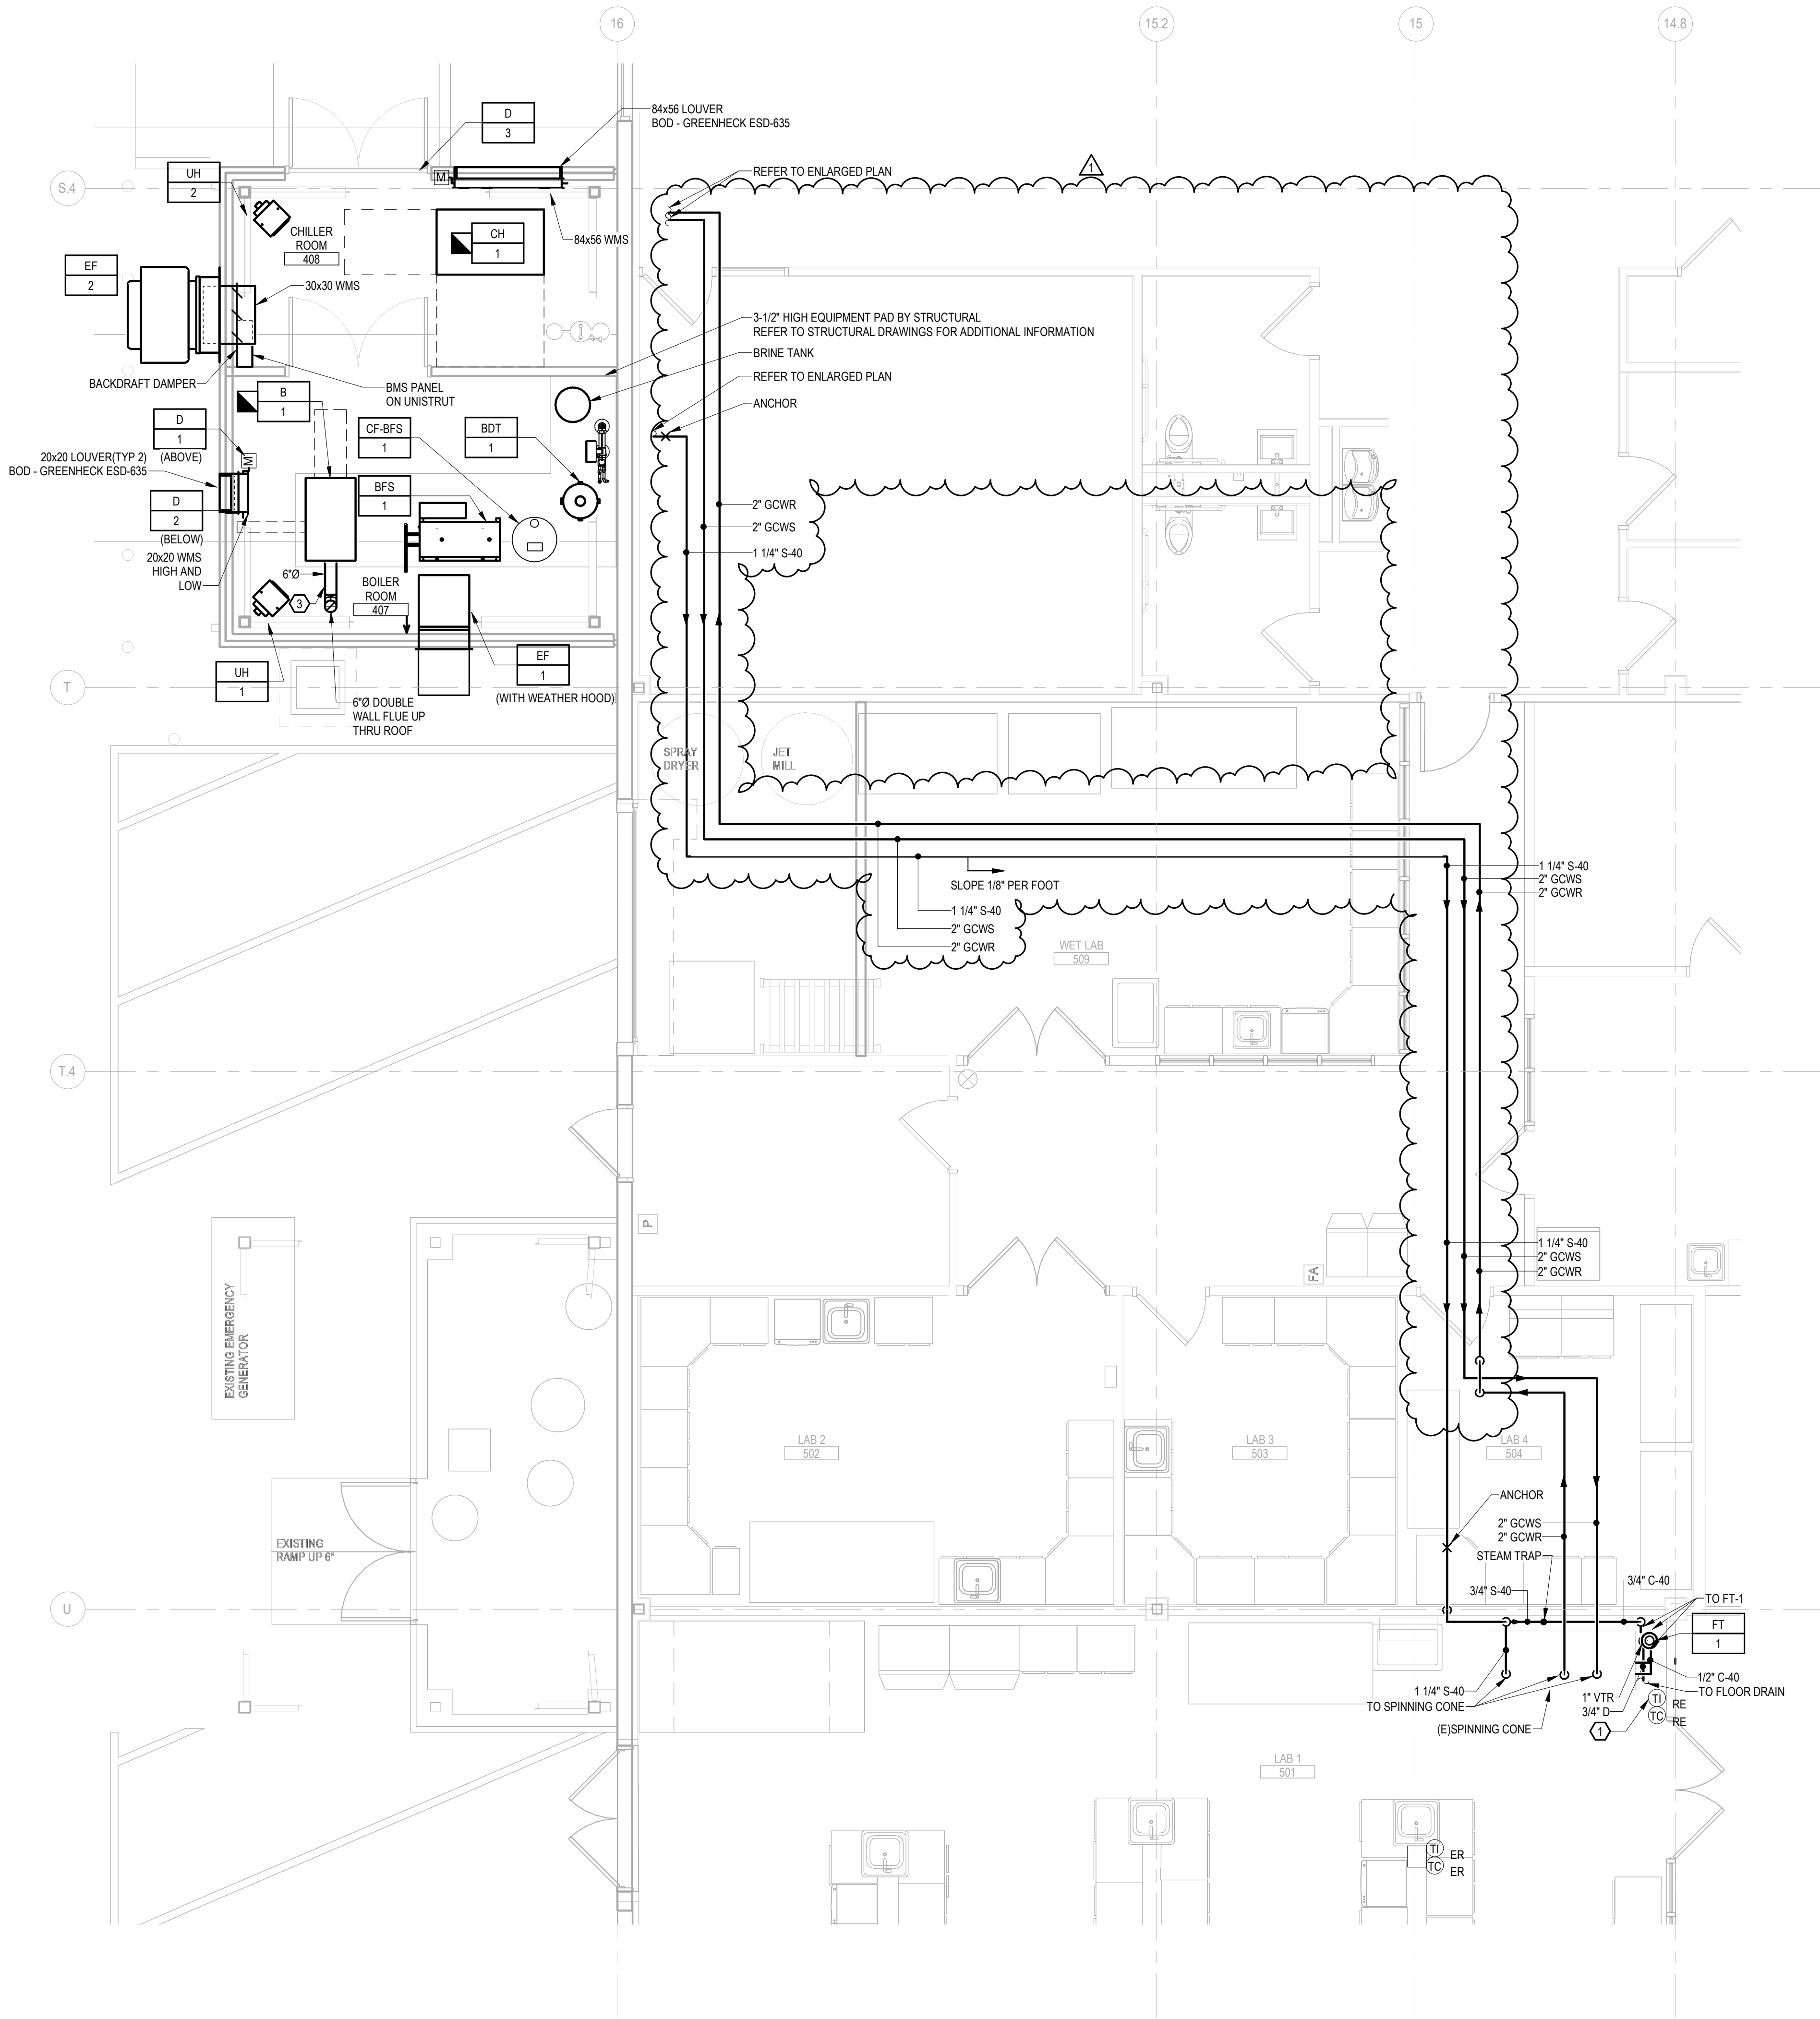 16
15.2
15
14.8
S.4
T
T.4
U
D
3
84x56 LOUVER
BOD - GREENHECK ESD-635
M
UH
2
CHILLER
ROOM
408
CH
1
84x56 WMS
EF
2
30x30 WMS
REFER TO ENLARGED PLAN
1
3-1/2" HIGH EQUIPMENT PAD BY STRUCTURAL
REFER TO STRUCTURAL DRAWINGS FOR ADDITIONAL INFORMATION
BRINE TANK
REFER TO ENLARGED PLAN
ANCHOR
BACKDRAFT DAMPER
BMS PANEL
ON UNISTRUT
B
1
D
1
(ABOVE)
CF-BFS
1
BDT
1
20x20 LOUVER(TYP 2)
BOD - GREENHECK ESD-635
M
BFS
1
D
2
(BELOW)
20x20 WMS
HIGH AND
LOW
6"Ø
3
BOILER
ROOM
407
UH
1
EF
1
(WITH WEATHER HOOD)
6"Ø DOUBLE
WALL FLUE UP
THRU ROOF
2" GCWR
2" GCWS
1 1/4" S-40
SPRAY
DRYER
JET
MILL
SLOPE 1/8" PER FOOT
1 1/4" S-40
2" GCWS
2" GCWR
1 1/4" S-40
2" GCWS
2" GCWR
WET LAB
509
P
FA
1 1/4" S-40
2" GCWS
2" GCWR
EXISTING EMERGENCY
GENERATOR
LAB 2
502
LAB 3
503
LAB 4
504
EXISTING
RAMP UP 6"
ANCHOR
2" GCWS
2" GCWR
STEAM TRAP
3/4" S-40
3/4" C-40
TO FT-1
FT
1
1 1/4" S-40
TO SPINNING CONE
(E)SPINNING CONE
1" VTR
3/4" D
1/2" C-40
TO FLOOR DRAIN
1
TI
RE
TC
RE
LAB 1
501
TI
ER
TC
ER